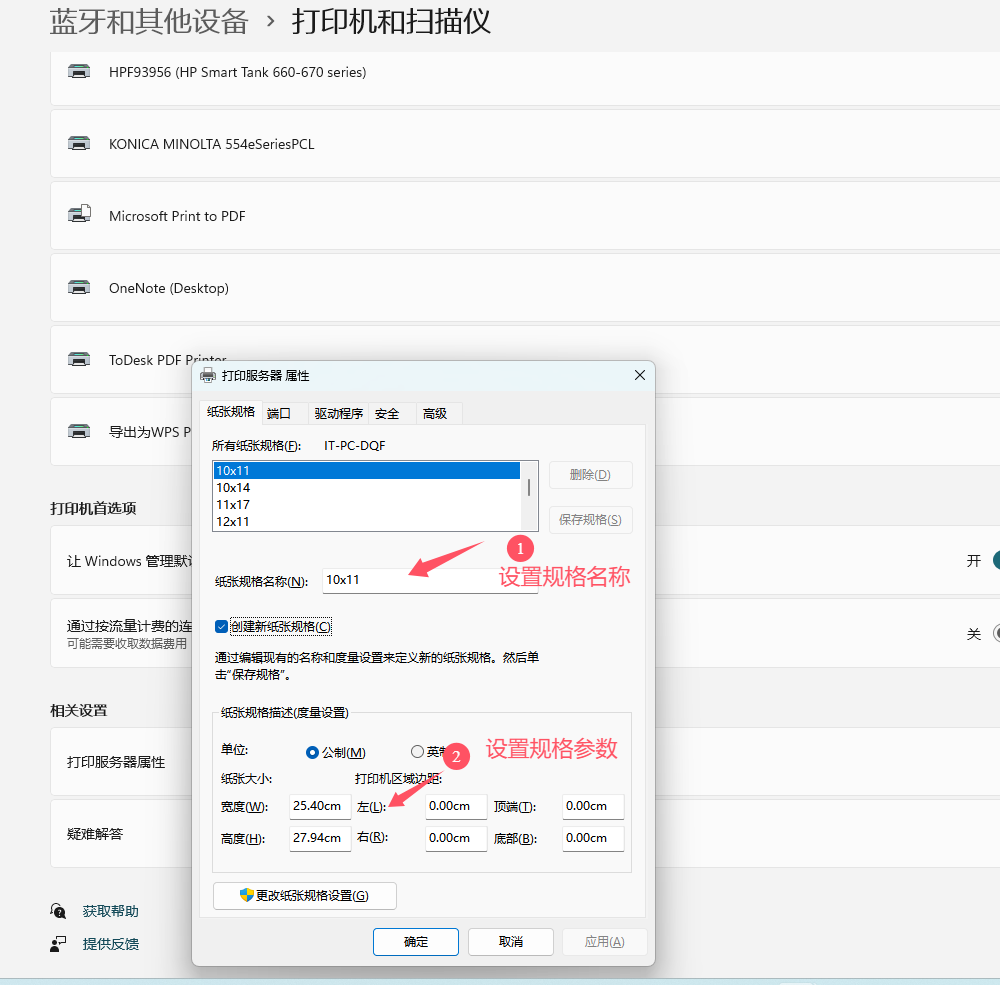 蓝牙和其他设备 › 打印机和扫描仪
HPF93956 (HP Smart Tank 660-670 series)
KONICA MINOLTA 554eSeriesPCL
Microsoft Print to PDF
OneNote (Desktop)
ToDesk PDF Printer
导出为WPS P
打印机首选项
让 Windows 管理默认
开
通过按流量计费的连
可能需要收取数据费用
关
相关设置
打印服务器属性
疑难解答
获取帮助
提供反馈
打印服务器 属性
纸张规格 端口 驱动程序 安全 高级
所有纸张规格(F): IT-PC-DQF
10x11
10x14
11x17
12x11
删除(D)
保存规格(S)
1
设置规格名称
纸张规格名称(N): 10x11
创建新纸张规格(C)
通过编辑现有的名称和度量设置来定义新的纸张规格。然后单
击“保存规格”。
纸张规格描述(度量设置)
单位: 公制(M) 英制
2 设置规格参数
纸张大小: 打印机区域边距:
宽度(W): 25.40cm 左(L): 0.00cm 顶端(T): 0.00cm
高度(H): 27.94cm 右(R): 0.00cm 底部(B): 0.00cm
更改纸张规格设置(G)
确定 取消 应用(A)